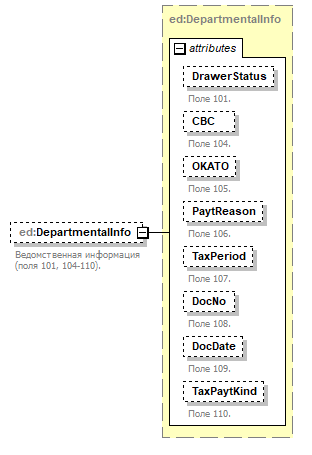 ed:DepartmentalInfo
attributes
DrawerStatus
Поле 101.
CBC
Поле 104.
OKATO
Поле 105.
PaytReason
Поле 106.
ed:DepartmentalInfo
Ведомственная информация
(поля 101, 104-110).
TaxPeriod
Поле 107.
DocNo
Поле 108.
DocDate
Поле 109.
TaxPaytKind
Поле 110.